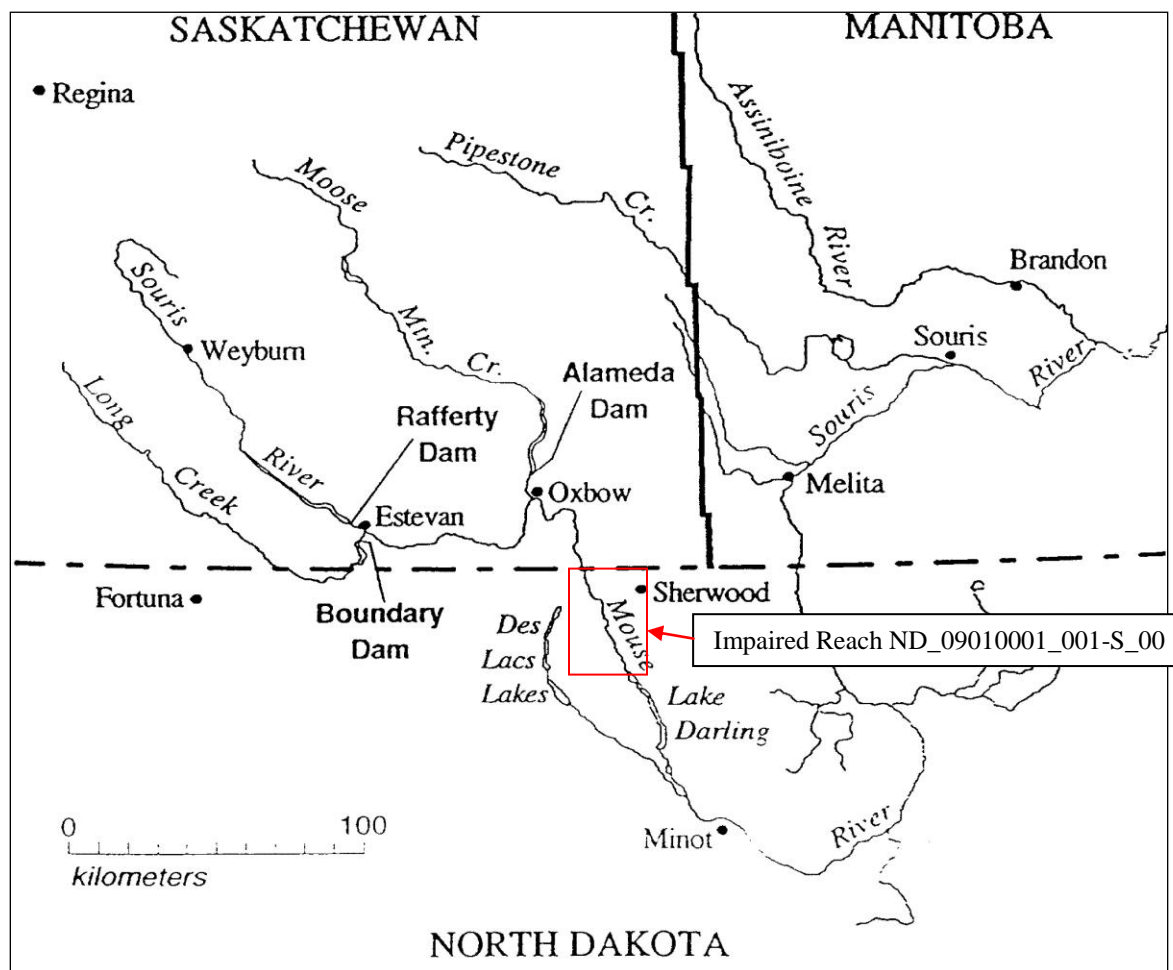 SASKATCHEWAN
MANITOBA
Regina
Pipestone
Cr.
Assiniboine
River
Moose
Mtn.
Cr.
Brandon
Souris
River
Souris
River
Weyburn
Souris
Long
Creek
Rafferty
Dam
Alameda
Dam
Melita
Oxbow
Estevan
Fortuna
Boundary
Dam
Sherwood
Mouse
Des
Lacs
Lakes
Impaired Reach ND_09010001_001-S_00
Lake
Darling
Minot
River
0 100
kilometers
NORTH DAKOTA